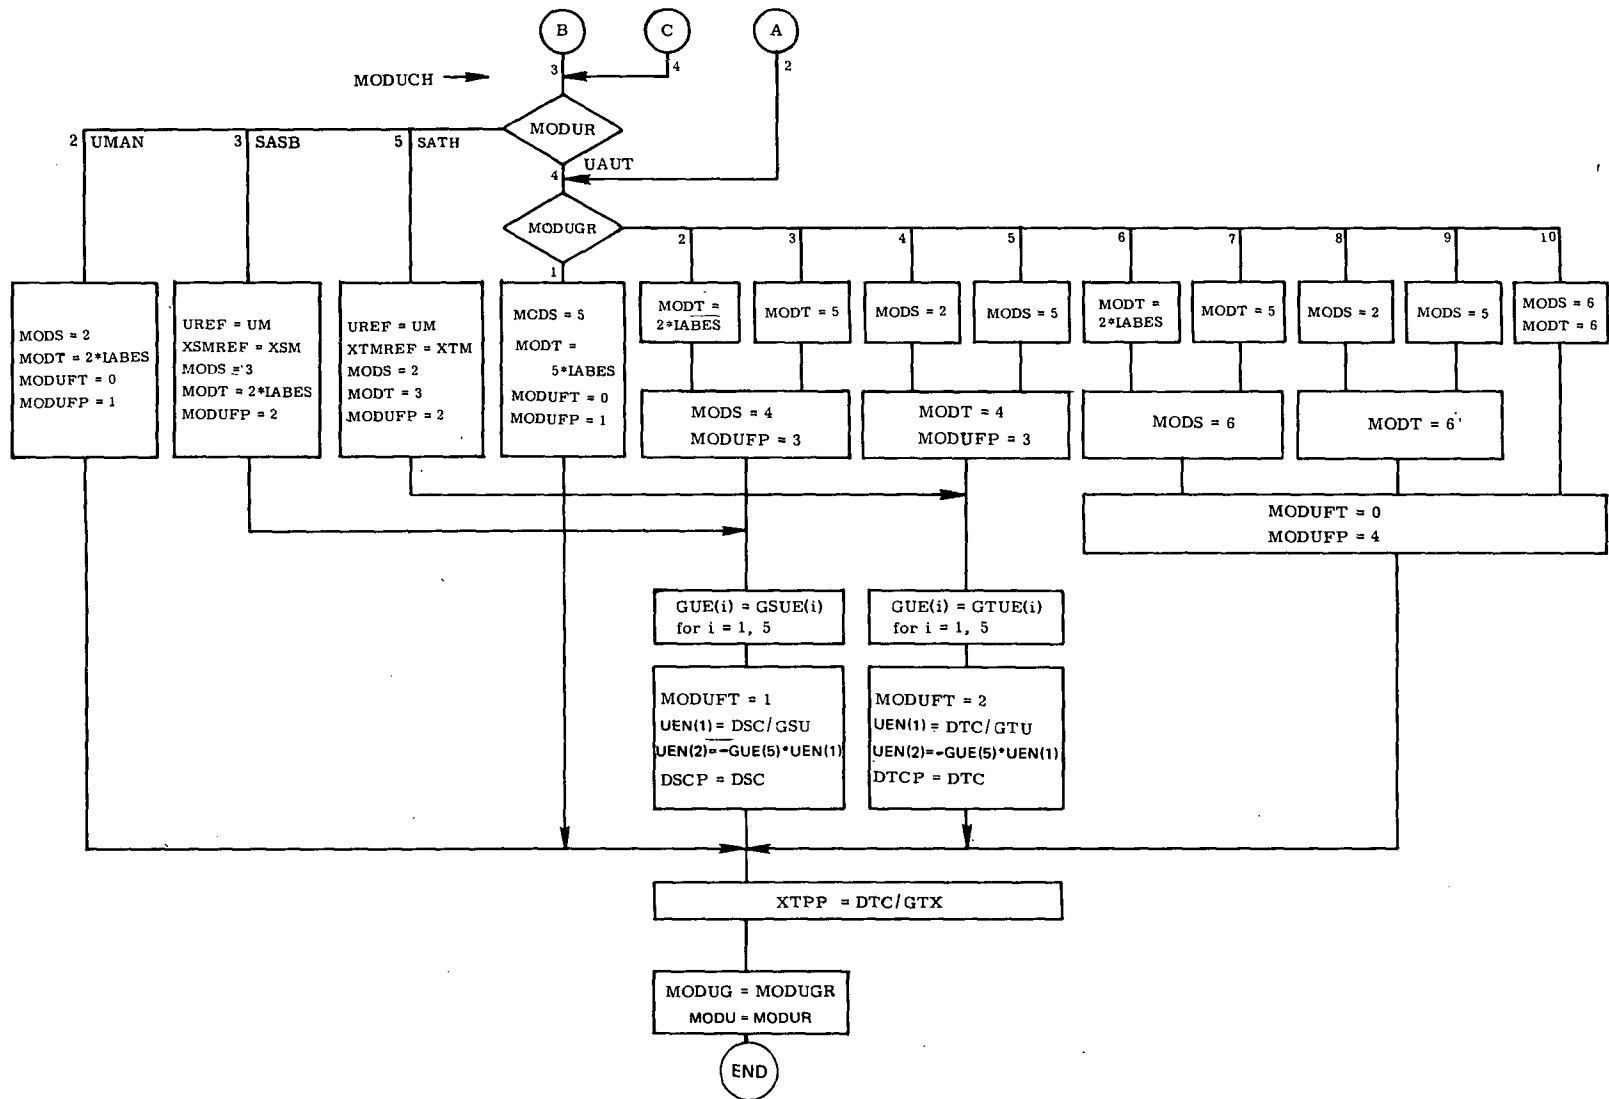 B
C
A
3
4
2
MODUCH
MODUR
2 UMAN
3 SASB
5 SATH
UAUT
4
MODUGR
1
2
3
4
5
6
7
8
9
10
MODS = 2
MODT = 2*IABES
MODUFT = 0
MODUFP = 1
UREF = UM
XSMREF = XSM
MODS = 3
MODT = 2*IABES
MODUFP = 2
UREF = UM
XTMREF = XTM
MODS = 2
MODT = 3
MODUFP = 2
MODS = 5
MODT =
5*IABES
MODUFT = 0
MODUFP = 1
MODT =
2*IABES
MODT = 5
MODS = 2
MODS = 5
MODT =
2*IABES
MODT = 5
MODS = 2
MODS = 5
MODS = 6
MODT = 6
MODS = 4
MODUFP = 3
MODT = 4
MODUFP = 3
MODS = 6
MODT = 6
MODUFT = 0
MODUFP = 4
GUE(i) = GSUE(i)
for i = 1, 5
GUE(i) = GTUE(i)
for i = 1, 5
MODUFT = 1
UEN(1) = DSC/GSU
UEN(2)=-GUE(5)*UEN(1)
DSCP = DSC
MODUFT = 2
UEN(1) = DTC/GTU
UEN(2)=-GUE(5)*UEN(1)
DTCP = DTC
XTPP = DTC/GTX
MODUG = MODUGR
MODU = MODUR
END